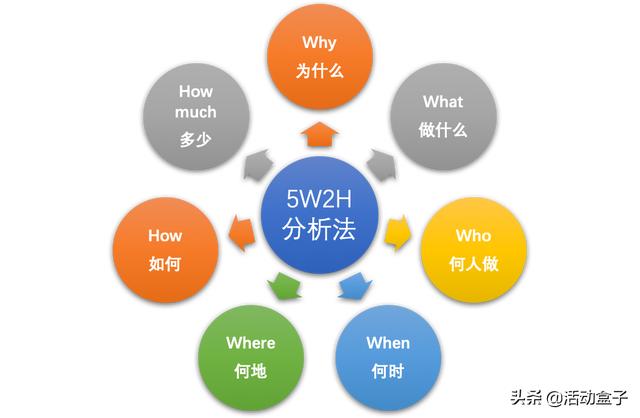 Why
为什么
What
做什么
Who
何人做
When
何时
Where
何地
How
如何
How
much
多少
5W2H
分析法
头条 @活动盒子